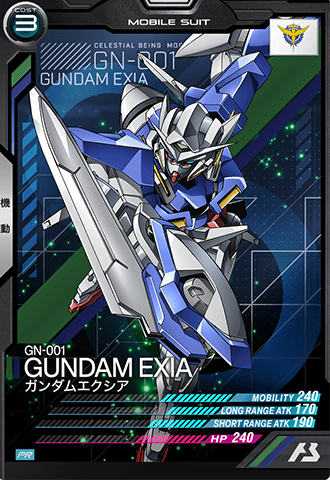 COST
3
MOBILE SUIT
CELESTIAL BEING MO
GN-001
GUNDAM EXIA
機動
GN-001
GUNDAM EXIA
ガンダムエクシア
MOBILITY 240
LONG RANGE ATK 170
SHORT RANGE ATK 190
HP 240
PR